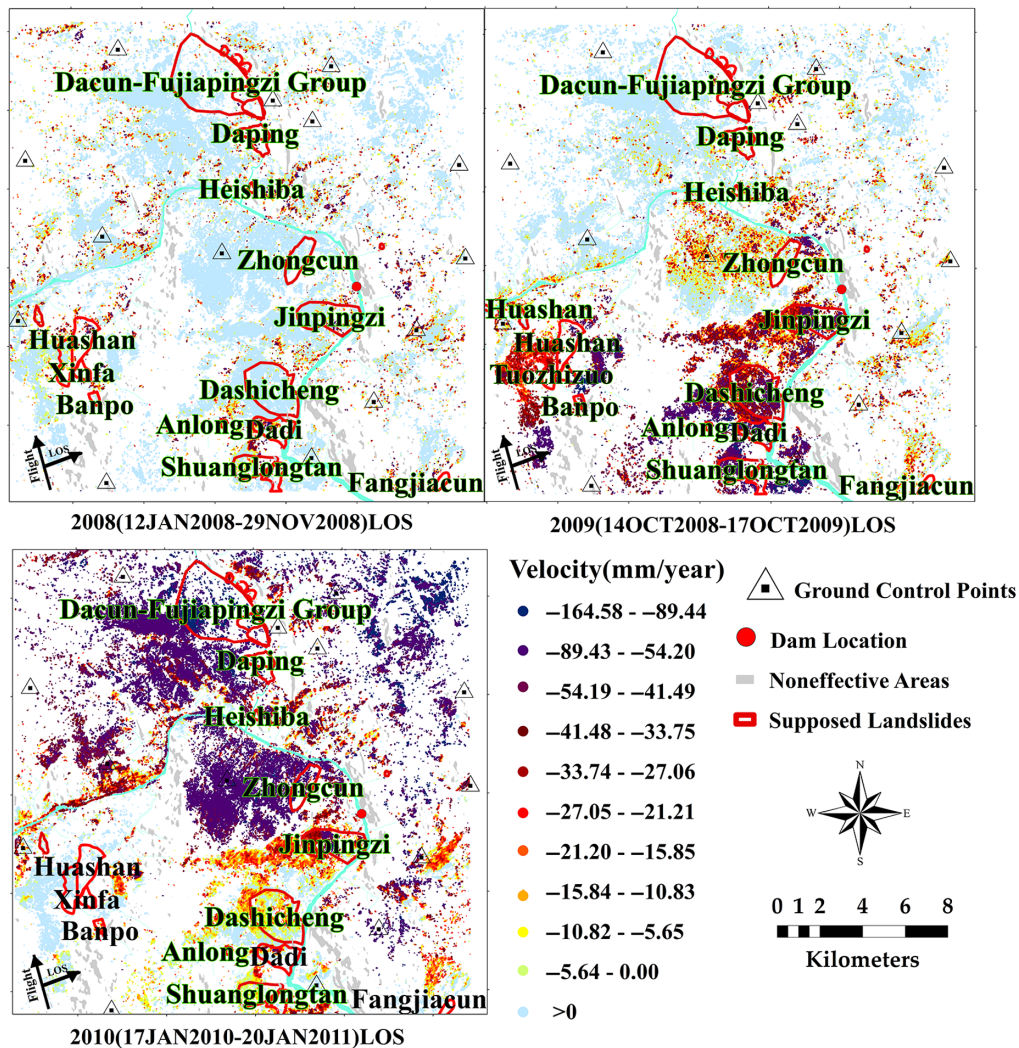 Dacun-Fujiapingzi Group
Daping
Heishiba
Zhongcun
Jinpingzi
Huashan
Xinfa
Banpo
Dashicheng
Anlong
Dadi
Shuanglongtan
Fangjiacun
Flight
LOS
2008(12JAN2008-29NOV2008)LOS
Dacun-Fujiapingzi Group
Daping
Heishiba
Zhongcun
Jinpingzi
Huashan
Huashan
Tuozhizuo
Banpo
Dashicheng
Anlong
Dadi
Shuanglongtan
Fangjiacun
Flight
LOS
2009(14OCT2008-17OCT2009)LOS
Dacun-Fujiapingzi Group
Daping
Heishiba
Zhongcun
Jinpingzi
Huashan
Xinfa
Banpo
Dashicheng
Anlong
Dadi
Shuanglongtan
Fangjiacun
Flight
LOS
2010(17JAN2010-20JAN2011)LOS
Velocity(mm/year)
−164.58 - −89.44
−89.43 - −54.20
−54.19 - −41.49
−41.48 - −33.75
−33.74 - −27.06
−27.05 - −21.21
−21.20 - −15.85
−15.84 - −10.83
−10.82 - −5.65
−5.64 - 0.00
>0
Ground Control Points
Dam Location
Noneffective Areas
Supposed Landslides
N
W E
S
0 1 2 4 6 8
Kilometers